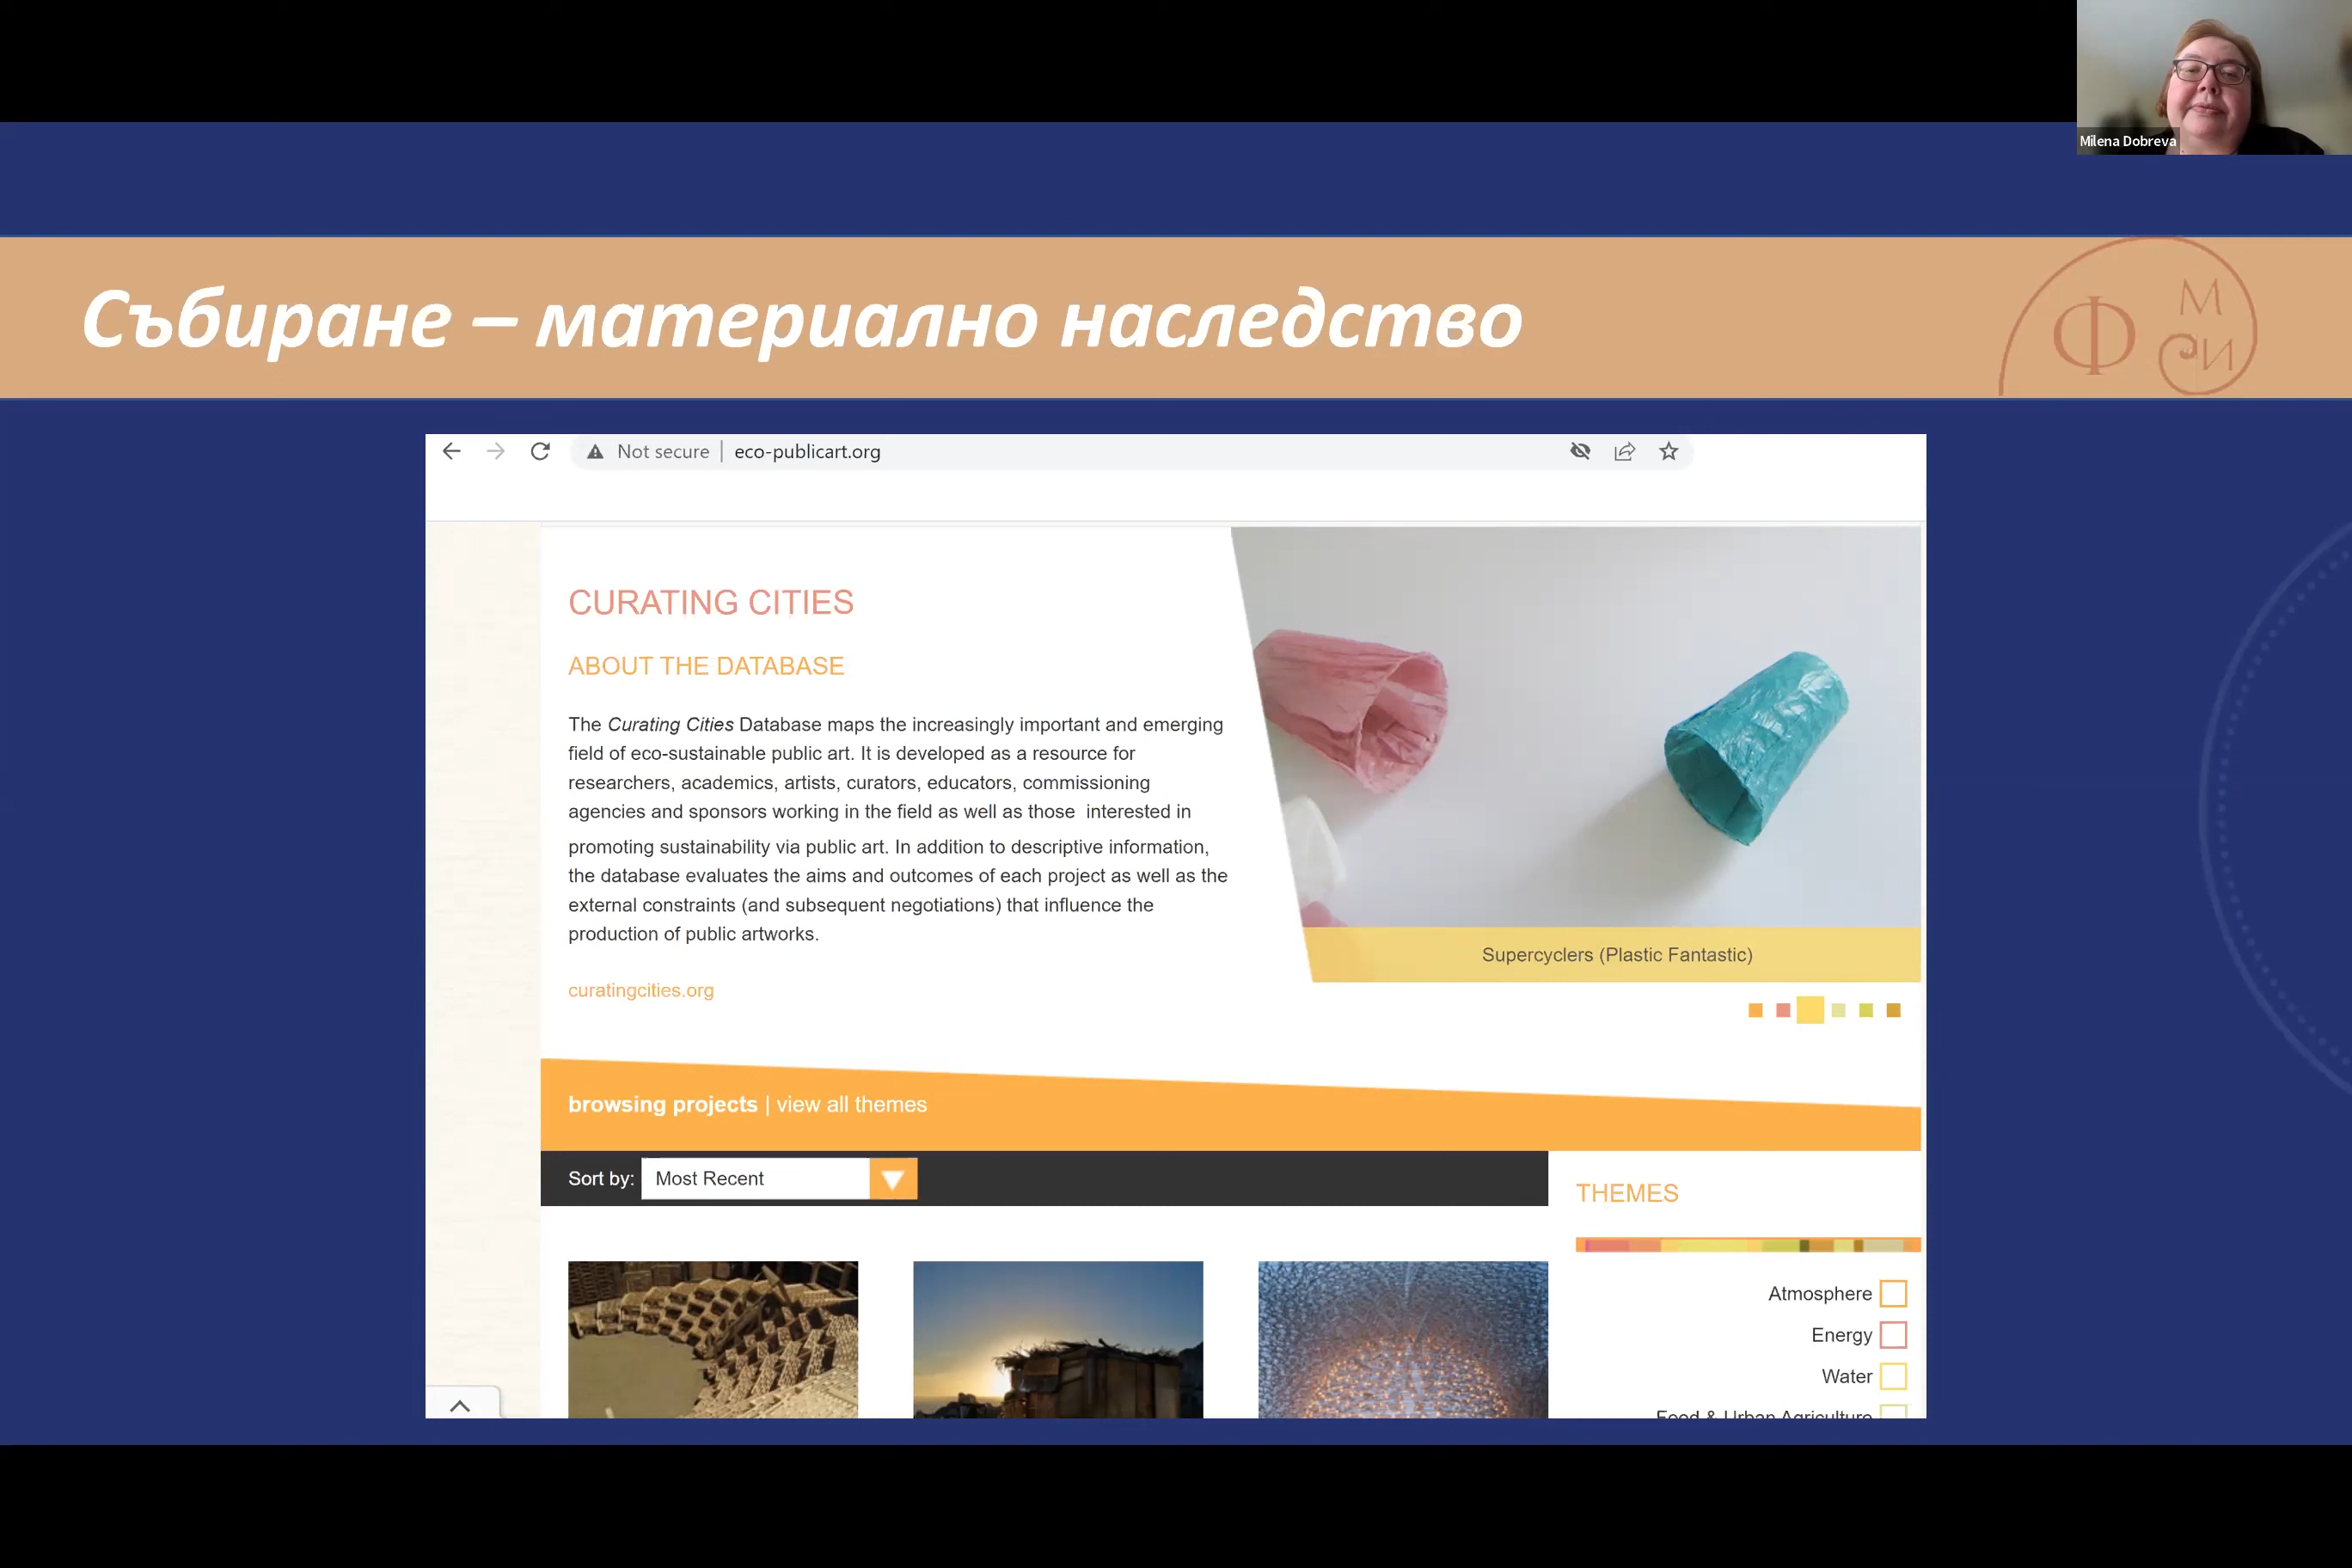 Milena Dobreva
Събиране – материално наследство
Ф
М
СИ
Not secure | eco-publicart.org
CURATING CITIES
ABOUT THE DATABASE
The Curating Cities Database maps the increasingly important and emerging
field of eco-sustainable public art. It is developed as a resource for
researchers, academics, artists, curators, educators, commissioning
agencies and sponsors working in the field as well as those interested in
promoting sustainability via public art. In addition to descriptive information,
the database evaluates the aims and outcomes of each project as well as the
external constraints (and subsequent negotiations) that influence the
production of public artworks.
curatingcities.org
Supercyclers (Plastic Fantastic)
browsing projects | view all themes
Sort by: Most Recent
THEMES
Atmosphere
Energy
Water
Food & Urban Agriculture